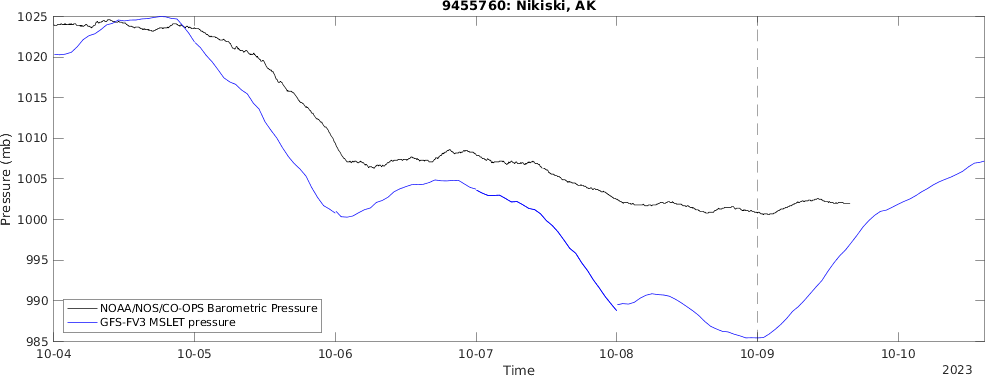 9455760: Nikiski, AK
Pressure (mb)
1025
1020
1015
1010
1005
1000
995
990
985
NOAA/NOS/CO-OPS Barometric Pressure
GFS-FV3 MSLET pressure
10-04 10-05 10-06 10-07 10-08 10-09 10-10
Time
2023